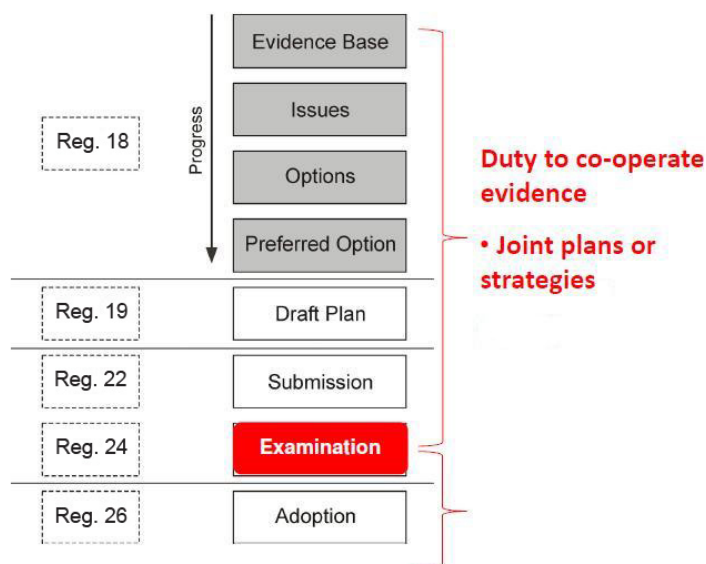 Evidence Base
Issues
Reg. 18
Progress
Options
Preferred Option
Duty to co-operate
evidence
• Joint plans or
strategies
Reg. 19
Draft Plan
Reg. 22
Submission
Reg. 24
Examination
Reg. 26
Adoption